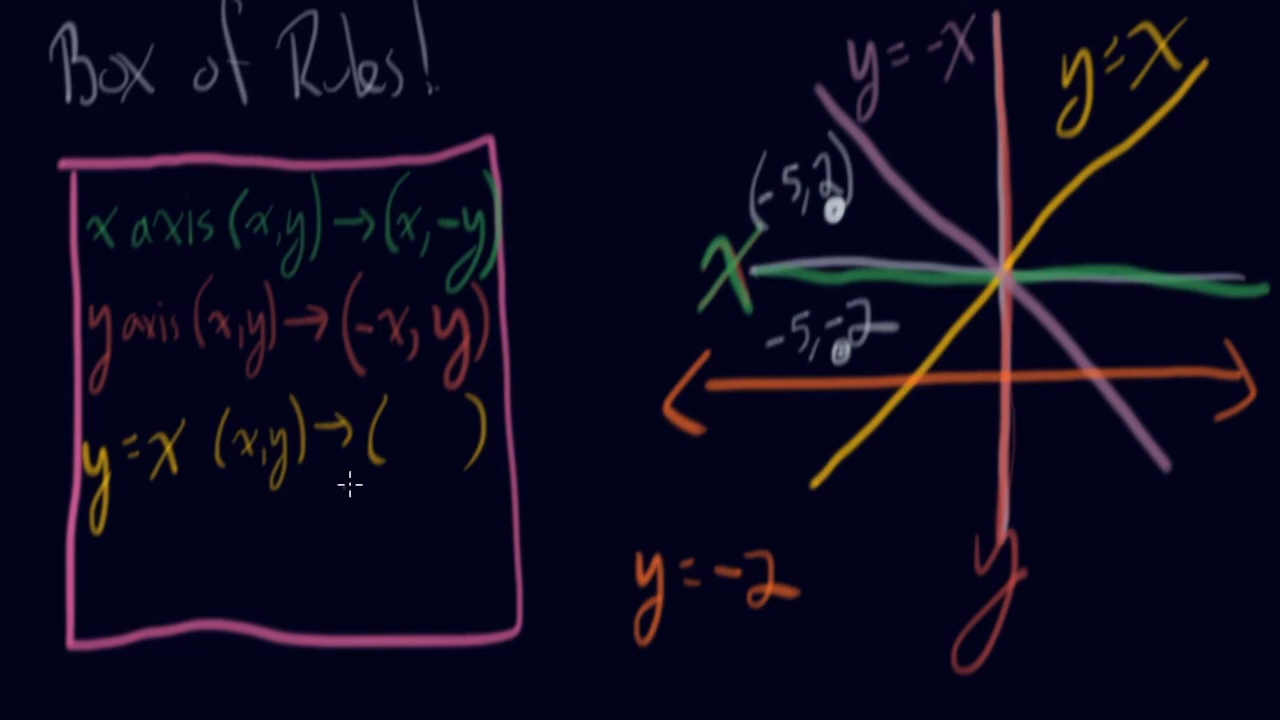 Box of Rules!
x axis (x,y) → (x,-y)
y axis (x,y) → (-x, y)
y = x (x,y) → ( )
y = -x
y = x
(-5,2)
x
-5,-2
y = -2
y